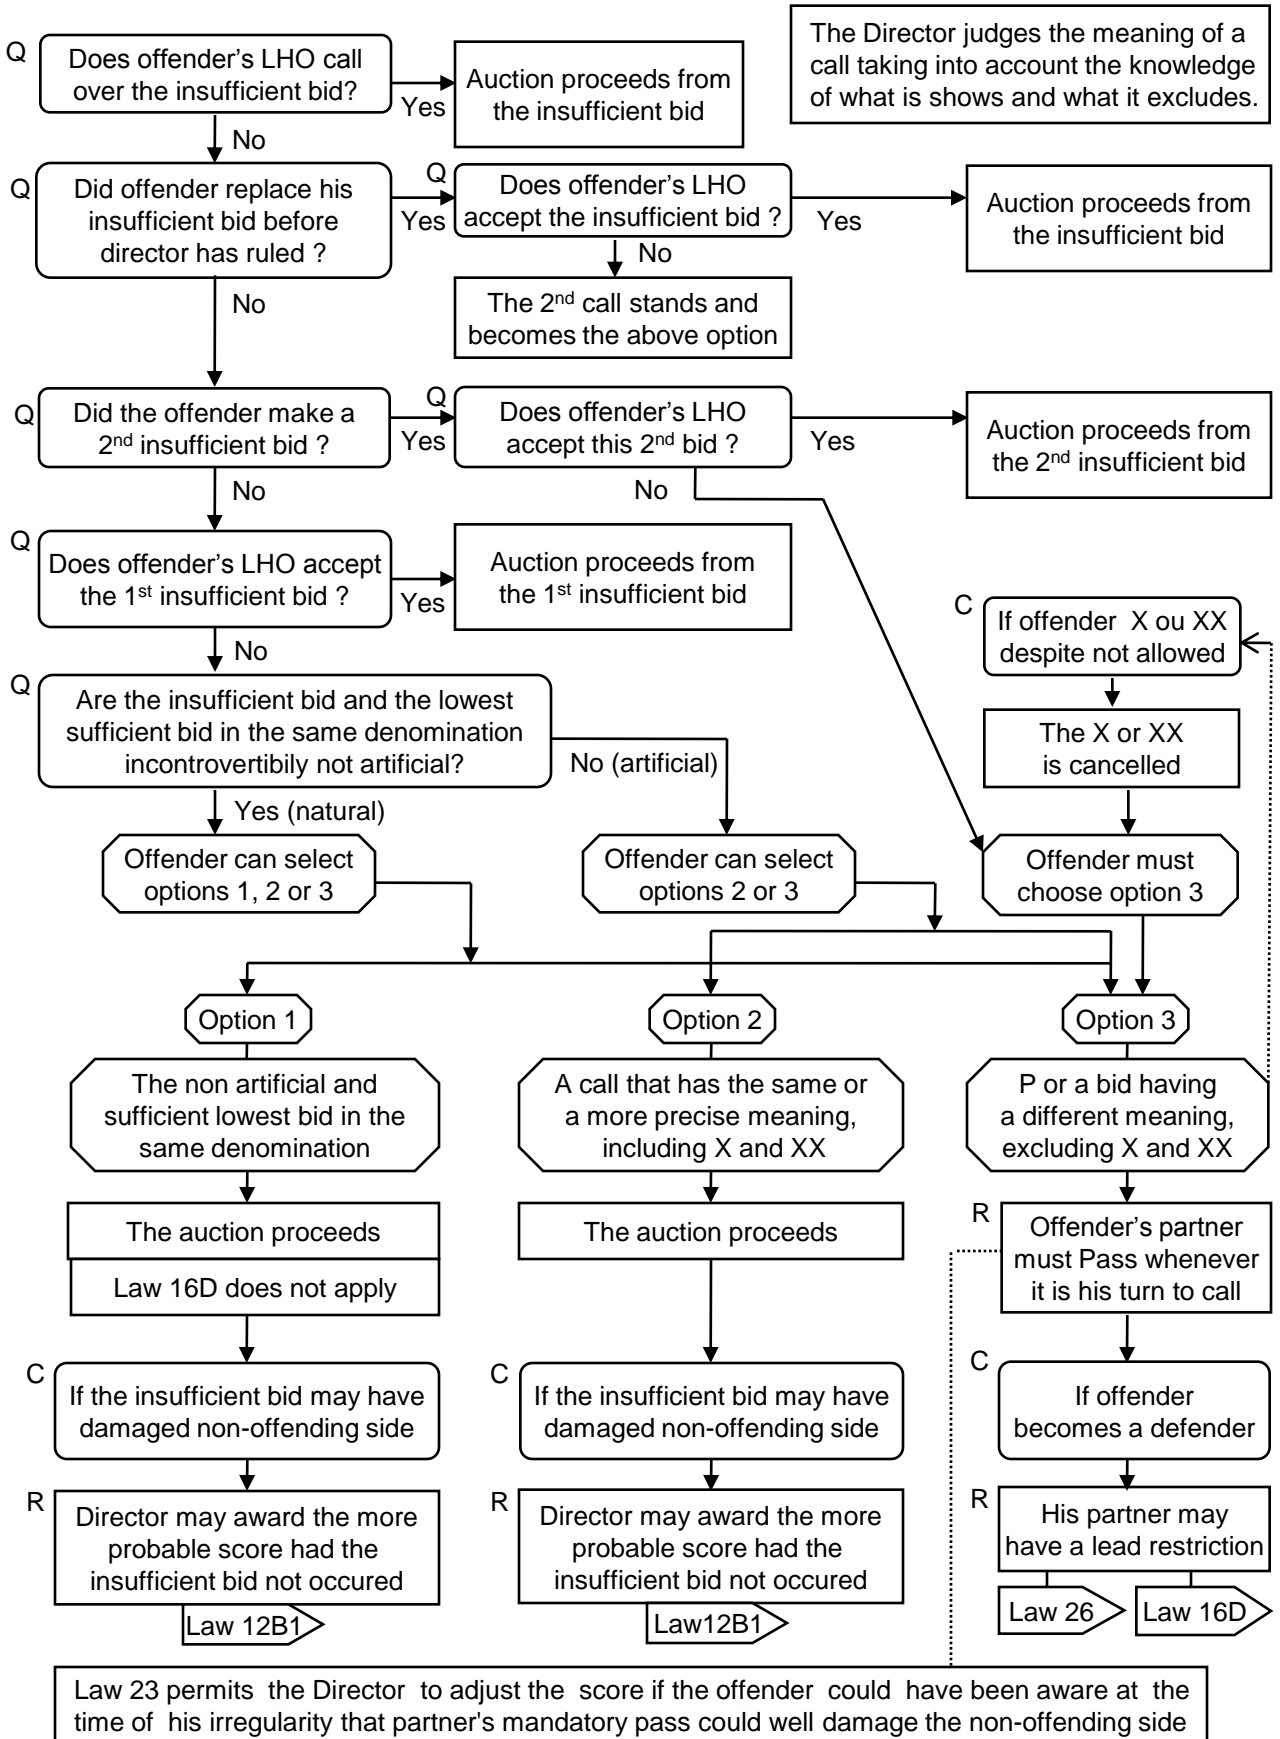 Q
Does offender’s LHO call
over the insufficient bid?
Yes
Auction proceeds from
the insufficient bid
The Director judges the meaning of a
call taking into account the knowledge
of what is shows and what it excludes.
No
Q
Did offender replace his
insufficient bid before
director has ruled ?
Yes
Q
Does offender’s LHO
accept the insufficient bid ?
Yes
Auction proceeds from
the insufficient bid
No
The 2nd call stands and
becomes the above option
No
Q
Did the offender make a
2nd insufficient bid ?
Yes
Q
Does offender’s LHO
accept this 2nd bid ?
Yes
Auction proceeds from
the 2nd insufficient bid
No
No
Q
Does offender’s LHO accept
the 1st insufficient bid ?
Yes
Auction proceeds from
the 1st insufficient bid
C
If offender X ou XX
despite not allowed
No
Q
Are the insufficient bid and the lowest
sufficient bid in the same denomination
incontrovertibily not artificial?
No (artificial)
The X or XX
is cancelled
Yes (natural)
Offender can select
options 1, 2 or 3
Offender can select
options 2 or 3
Offender must
choose option 3
Option 1
Option 2
Option 3
The non artificial and
sufficient lowest bid in the
same denomination
A call that has the same or
a more precise meaning,
including X and XX
P or a bid having
a different meaning,
excluding X and XX
The auction proceeds
Law 16D does not apply
The auction proceeds
R
Offender’s partner
must Pass whenever
it is his turn to call
C
If the insufficient bid may have
damaged non-offending side
C
If the insufficient bid may have
damaged non-offending side
C
If offender
becomes a defender
R
Director may award the more
probable score had the
insufficient bid not occured
R
Director may award the more
probable score had the
insufficient bid not occured
R
His partner may
have a lead restriction
Law 12B1
Law12B1
Law 26
Law 16D
Law 23 permits the Director to adjust the score if the offender could have been aware at the
time of his irregularity that partner's mandatory pass could well damage the non-offending side